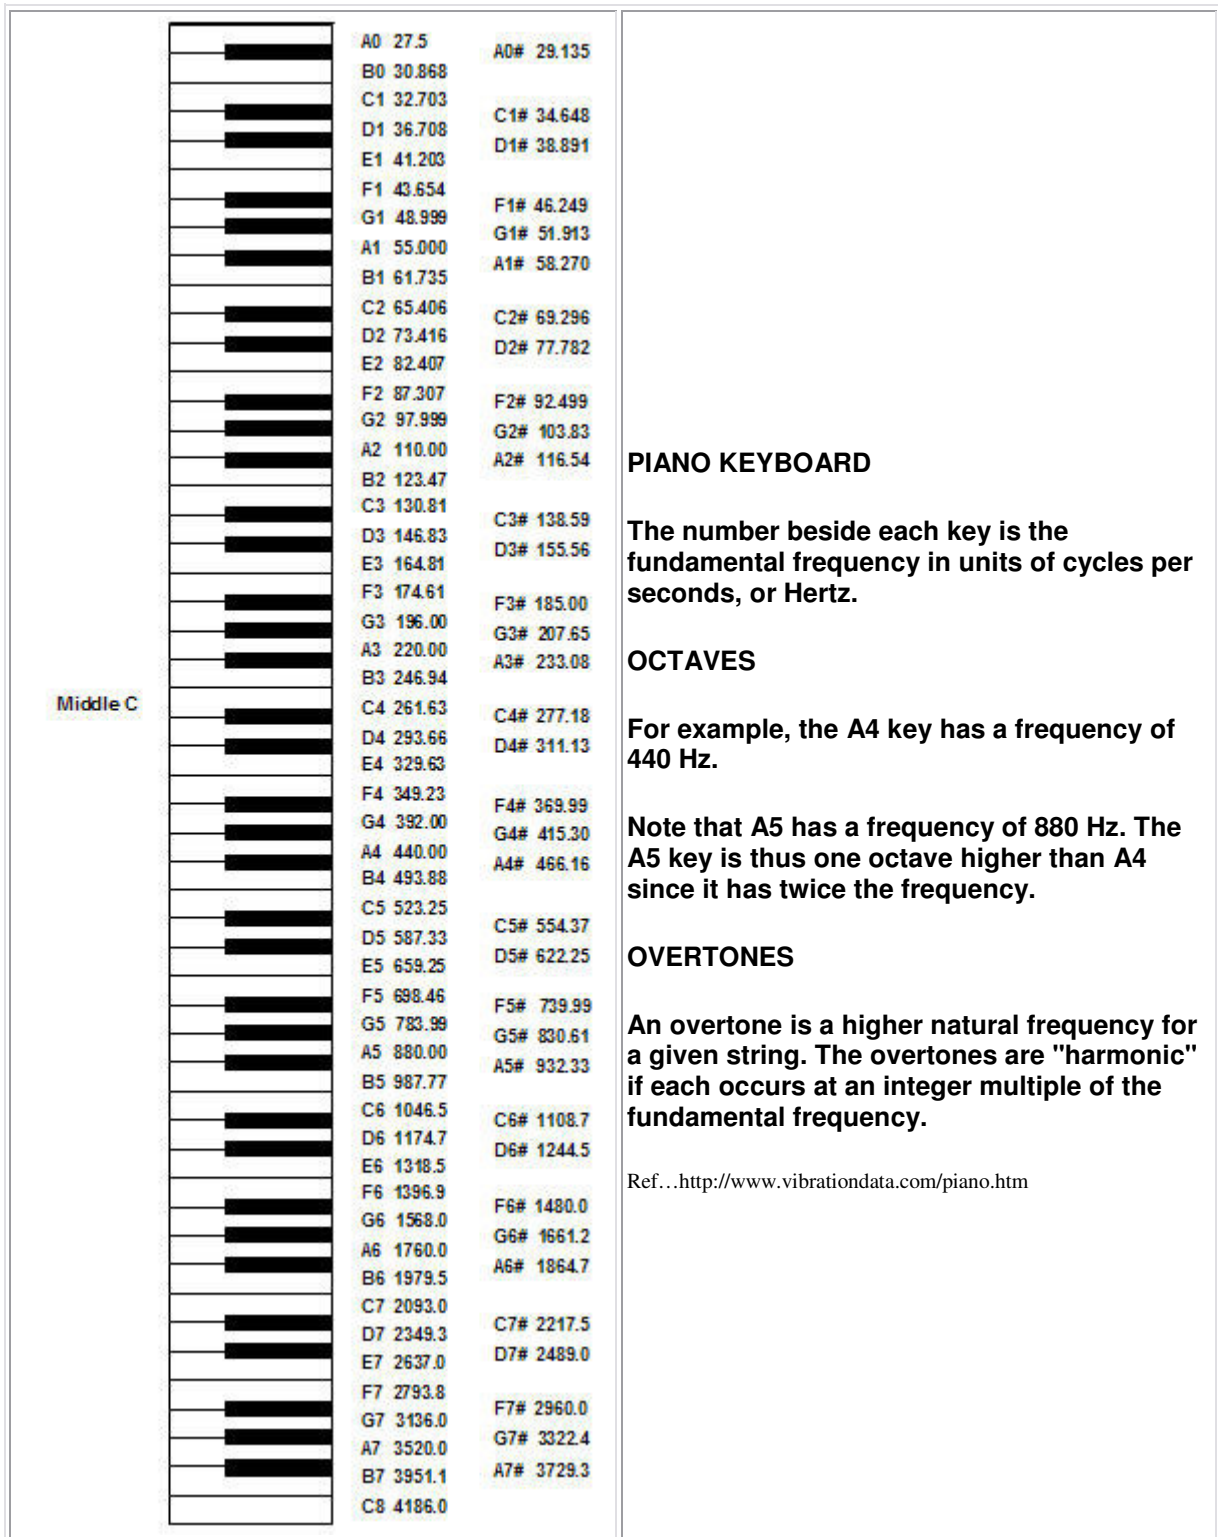 A0 27.5
A0# 29.135
B0 30.868
C1 32.703
C1# 34.648
D1 36.708
D1# 38.891
E1 41.203
F1 43.654
F1# 46.249
G1 48.999
G1# 51.913
A1 55.000
A1# 58.270
B1 61.735
C2 65.406
C2# 69.296
D2 73.416
D2# 77.782
E2 82.407
F2 87.307
F2# 92.499
G2 97.999
G2# 103.83
A2 110.00
A2# 116.54
B2 123.47
C3 130.81
C3# 138.59
D3 146.83
D3# 155.56
E3 164.81
F3 174.61
F3# 185.00
G3 196.00
G3# 207.65
A3 220.00
A3# 233.08
B3 246.94
Middle C
C4 261.63
C4# 277.18
D4 293.66
D4# 311.13
E4 329.63
F4 349.23
F4# 369.99
G4 392.00
G4# 415.30
A4 440.00
A4# 466.16
B4 493.88
C5 523.25
C5# 554.37
D5 587.33
D5# 622.25
E5 659.25
F5 698.46
F5# 739.99
G5 783.99
G5# 830.61
A5 880.00
A5# 932.33
B5 987.77
C6 1046.5
C6# 1108.7
D6 1174.7
D6# 1244.5
E6 1318.5
F6 1396.9
F6# 1480.0
G6 1568.0
G6# 1661.2
A6 1760.0
A6# 1864.7
B6 1979.5
C7 2093.0
C7# 2217.5
D7 2349.3
D7# 2489.0
E7 2637.0
F7 2793.8
F7# 2960.0
G7 3136.0
G7# 3322.4
A7 3520.0
A7# 3729.3
B7 3951.1
C8 4186.0
PIANO KEYBOARD
The number beside each key is the
fundamental frequency in units of cycles per
seconds, or Hertz.
OCTAVES
For example, the A4 key has a frequency of
440 Hz.
Note that A5 has a frequency of 880 Hz. The
A5 key is thus one octave higher than A4
since it has twice the frequency.
OVERTONES
An overtone is a higher natural frequency for
a given string. The overtones are "harmonic"
if each occurs at an integer multiple of the
fundamental frequency.
Ref…http://www.vibrationdata.com/piano.htm